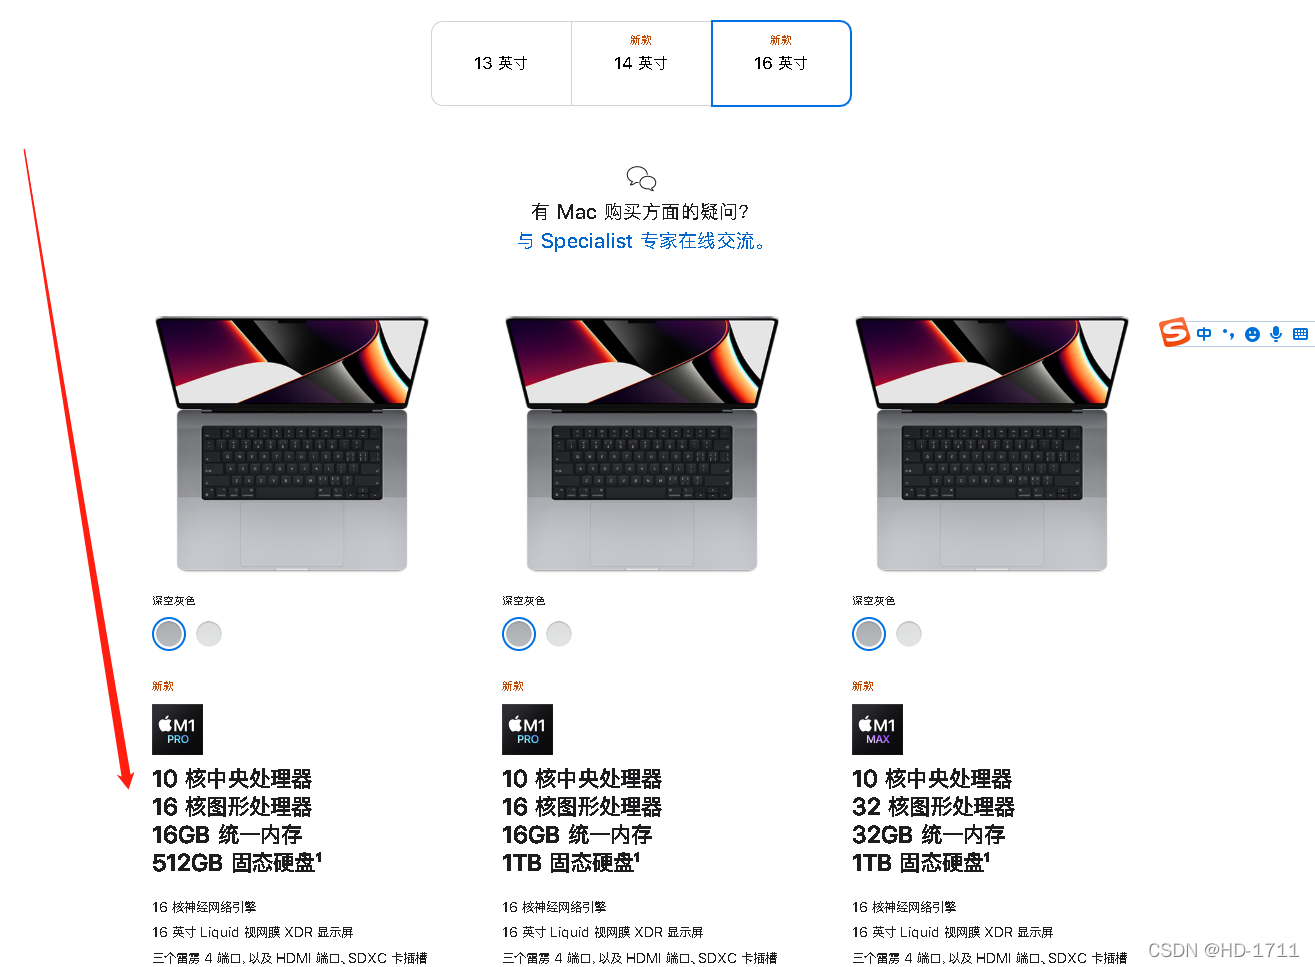 13 英寸
新款
14 英寸
新款
16 英寸
有 Mac 购买方面的疑问？
与 Specialist 专家在线交流。
中
深空灰色
新款
M1
PRO
10 核中央处理器
16 核图形处理器
16GB 统一内存
512GB 固态硬盘¹
16 核神经网络引擎
16 英寸 Liquid 视网膜 XDR 显示屏
三个雷雳 4 端口，以及 HDMI 端口、SDXC 卡插槽
深空灰色
新款
M1
PRO
10 核中央处理器
16 核图形处理器
16GB 统一内存
1TB 固态硬盘¹
16 核神经网络引擎
16 英寸 Liquid 视网膜 XDR 显示屏
三个雷雳 4 端口，以及 HDMI 端口、SDXC 卡插槽
深空灰色
新款
M1
MAX
10 核中央处理器
32 核图形处理器
32GB 统一内存
1TB 固态硬盘¹
16 核神经网络引擎
16 英寸 Liquid 视网膜 XDR 显示屏
三个雷雳 4 端口，以及 HDMI 端口、SDXC 卡插槽
CSDN @HD-1711